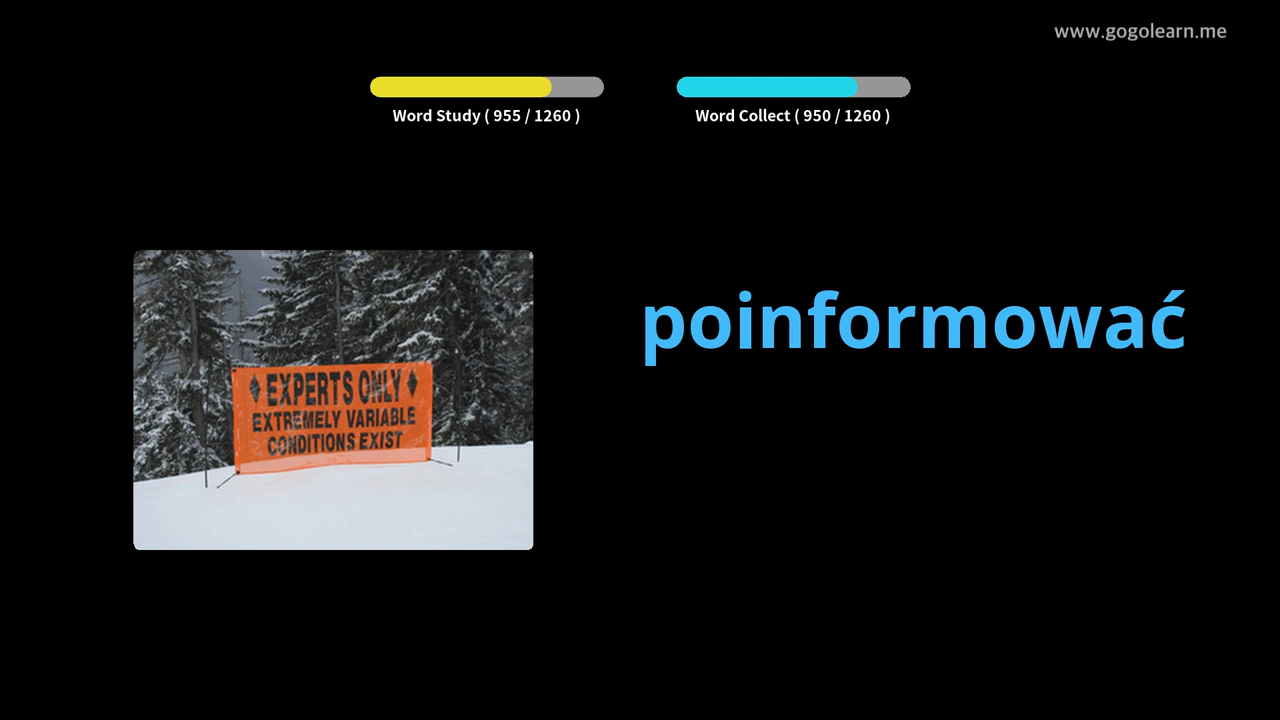 www.gogolearn.me
Word Study ( 955 / 1260 )
Word Collect ( 950 / 1260 )
EXPERTS ONLY
EXTREMELY VARIABLE
CONDITIONS EXIST
poinformować